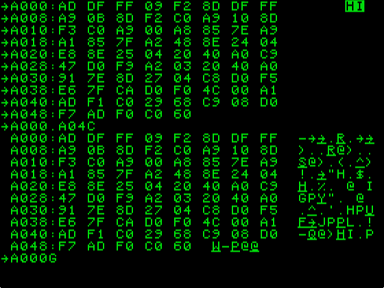 →A000:AD DF FF 09 F2 8D DF FF HI
→A008:A9 0B 8D F2 C0 A9 10 8D
→A010:F3 C0 A9 00 A8 85 7E A9
→A018:A1 85 7F A2 48 8E 24 04
→A020:E8 8E 25 04 20 40 A0 C9
→A028:47 D0 F9 A2 03 20 40 A0
→A030:91 7E 8D 27 04 C8 D0 F5
→A038:E6 7F CA D0 F0 4C 00 A1
→A040:AD F1 C0 29 68 C9 08 D0
→A048:F7 AD F0 C0 60
→A000.A04C
A000:AD DF FF 09 F2 8D DF FF -→→.R.→→
A008:A9 0B 8D F2 C0 A9 10 8D )..R@)..
A010:F3 C0 A9 00 A8 85 7E A9 S@).(.^)
A018:A1 85 7F A2 48 8E 24 04 !.→"H.$.
A020:E8 8E 25 04 20 40 A0 C9 H.%. @ I
A028:47 D0 F9 A2 03 20 40 A0 GPY". @
A030:91 7E 8D 27 04 C8 D0 F5 .^.'.HPU
A038:E6 7F CA D0 F0 4C 00 A1 F→JPPL.!
A040:AD F1 C0 29 68 C9 08 D0 -Q@)HI.P
A048:F7 AD F0 C0 60 W-P@@
→A000G